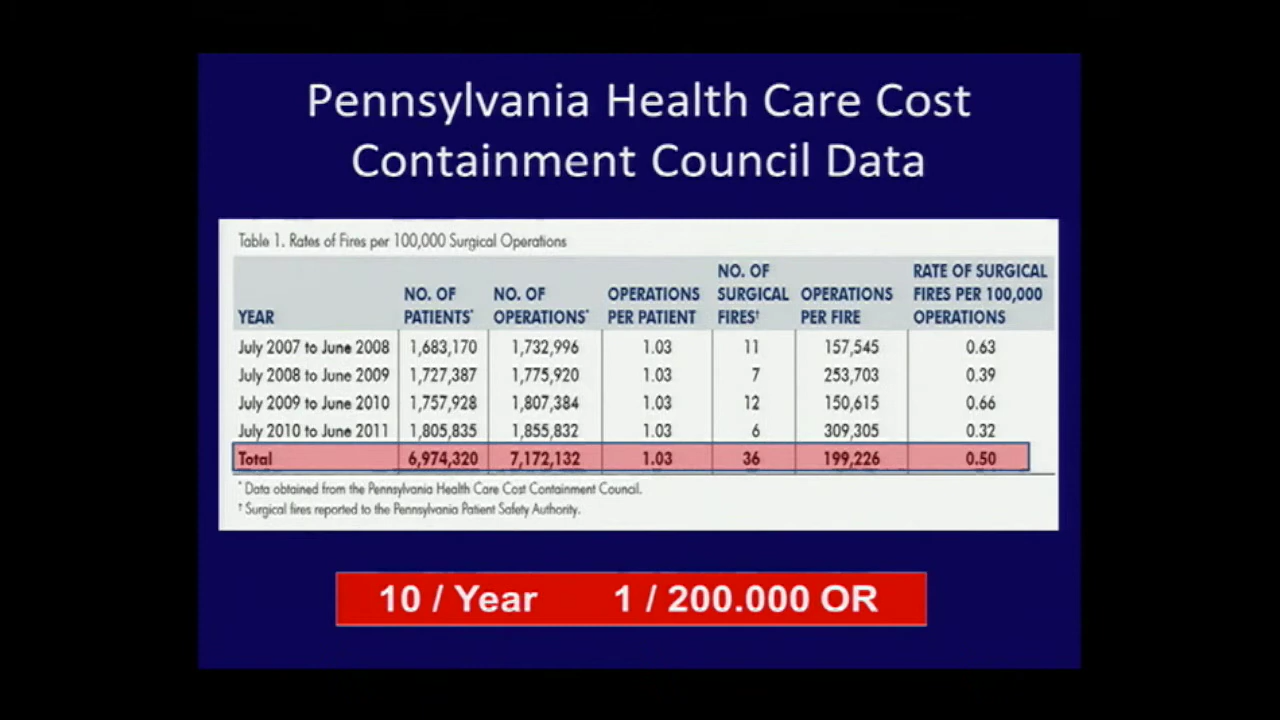 Pennsylvania Health Care Cost
Containment Council Data
Table 1. Rates of Fires per 100,000 Surgical Operations
YEAR NO. OF PATIENTS* NO. OF OPERATIONS* OPERATIONS PER PATIENT NO. OF SURGICAL FIRES† OPERATIONS PER FIRE RATE OF SURGICAL FIRES PER 100,000 OPERATIONS
July 2007 to June 2008 1,683,170 1,732,996 1.03 11 157,545 0.63
July 2008 to June 2009 1,727,387 1,775,920 1.03 7 253,703 0.39
July 2009 to June 2010 1,757,928 1,807,384 1.03 12 150,615 0.66
July 2010 to June 2011 1,805,835 1,855,832 1.03 6 309,305 0.32
Total 6,974,320 7,172,132 1.03 36 199,226 0.50
* Data obtained from the Pennsylvania Health Care Cost Containment Council.
† Surgical fires reported to the Pennsylvania Patient Safety Authority.
10 / Year 1 / 200.000 OR